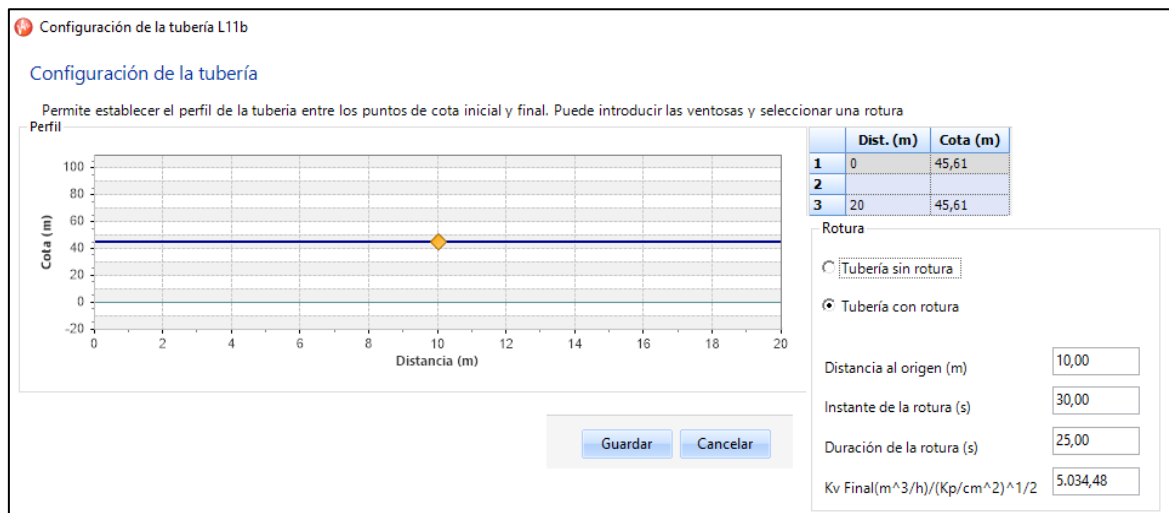 Configuración de la tubería L11b
Configuración de la tubería
Permite establecer el perfil de la tuberia entre los puntos de cota inicial y final. Puede introducir las ventosas y seleccionar una rotura
Perfil
Cota (m)
100
80
60
40
20
0
-20
0 2 4 6 8 10 12 14 16 18 20
Distancia (m)
Dist. (m) Cota (m)
1 0 45,61
2
3 20 45,61
Rotura
Tubería sin rotura
Tubería con rotura
Distancia al origen (m) 10,00
Instante de la rotura (s) 30,00
Duración de la rotura (s) 25,00
Kv Final(m^3/h)/(Kp/cm^2)^1/2 5.034,48
Guardar Cancelar